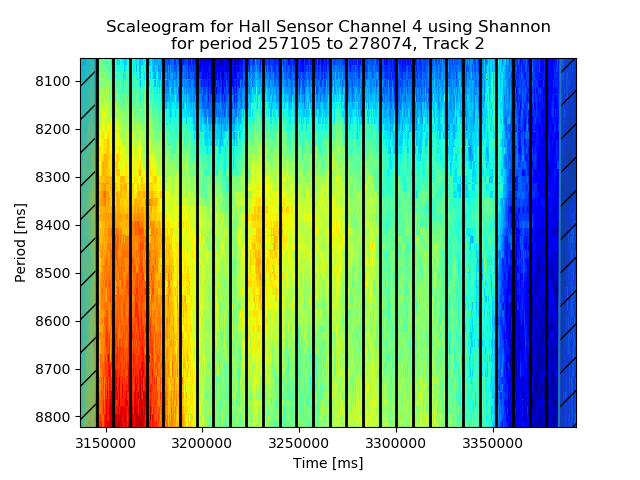 Scaleogram for Hall Sensor Channel 4 using Shannon
for period 257105 to 278074, Track 2
Period [ms]
8100
8200
8300
8400
8500
8600
8700
8800
3150000 3200000 3250000 3300000 3350000
Time [ms]